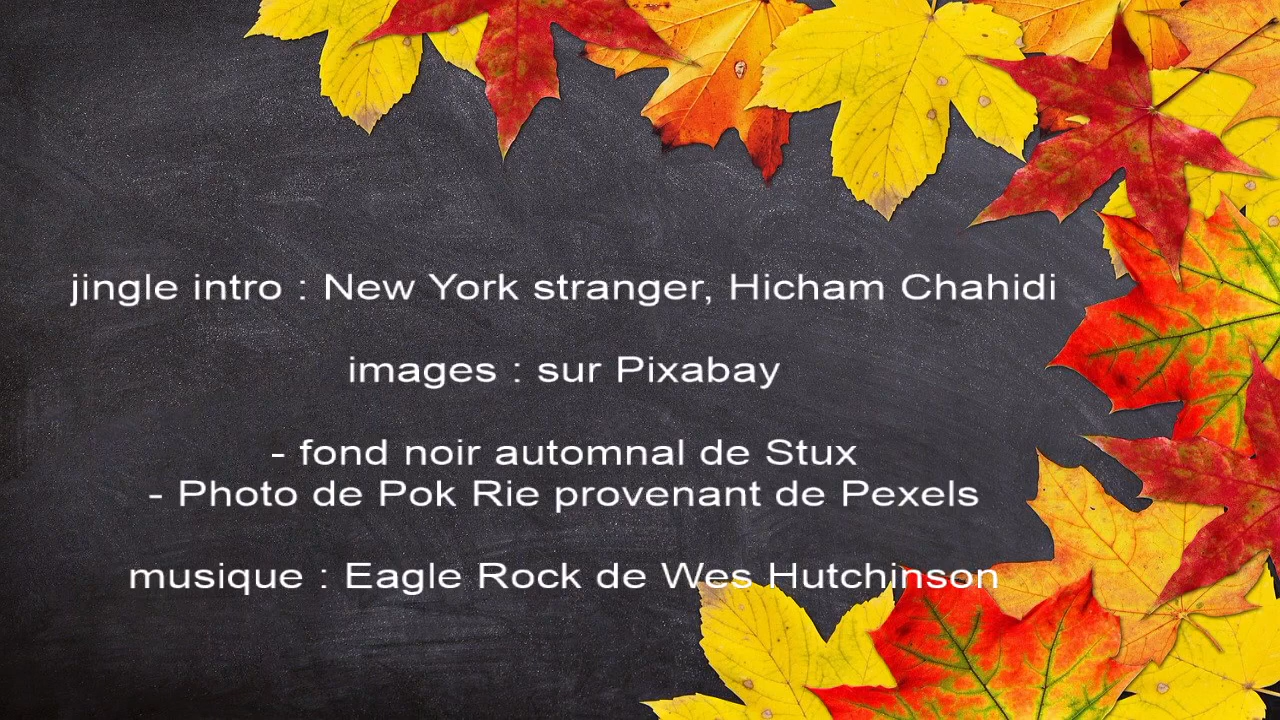 jingle intro : New York stranger, Hicham Chahidi
images : sur Pixabay
- fond noir automnal de Stux
- Photo de Pok Rie provenant de Pexels
musique : Eagle Rock de Wes Hutchinson